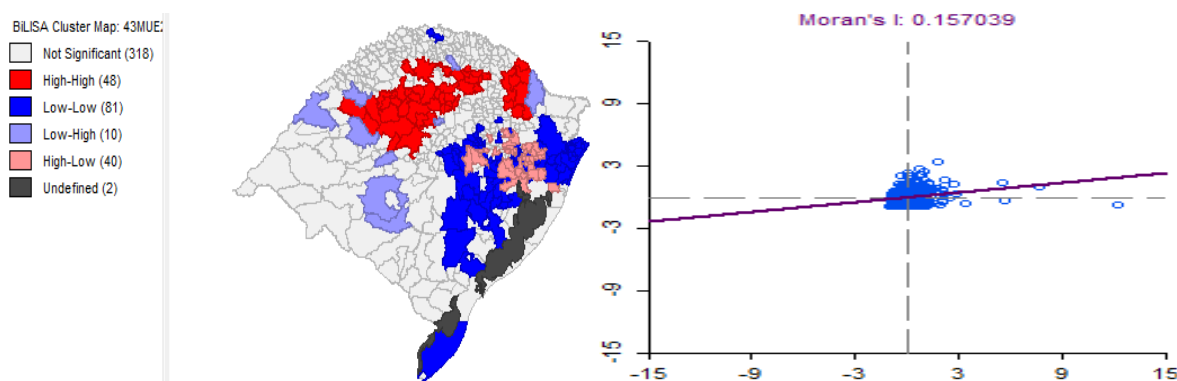 BiLISA Cluster Map: 43MUE2
Not Significant (318)
High-High (48)
Low-Low (81)
Low-High (10)
High-Low (40)
Undefined (2)
Moran's I: 0.157039
15
9
3
-3
-9
-15
-15
-9
-3
3
9
15